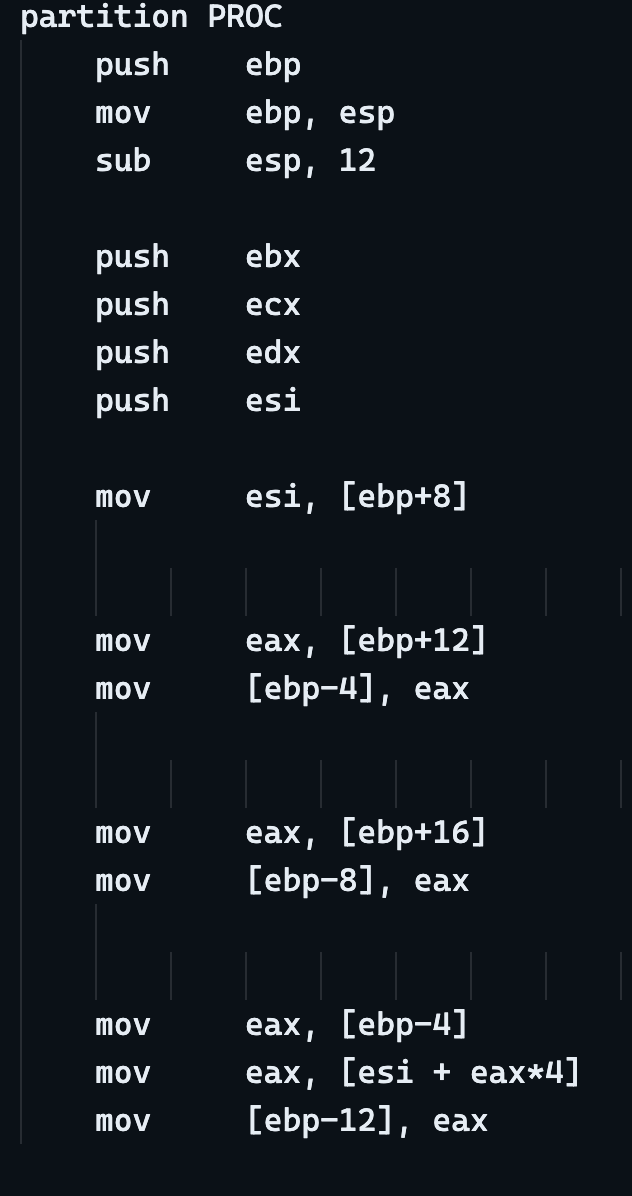 partition PROC
push ebp
mov ebp, esp
sub esp, 12
push ebx
push ecx
push edx
push esi
mov esi, [ebp+8]
mov eax, [ebp+12]
mov [ebp-4], eax
mov eax, [ebp+16]
mov [ebp-8], eax
mov eax, [ebp-4]
mov eax, [esi + eax*4]
mov [ebp-12], eax